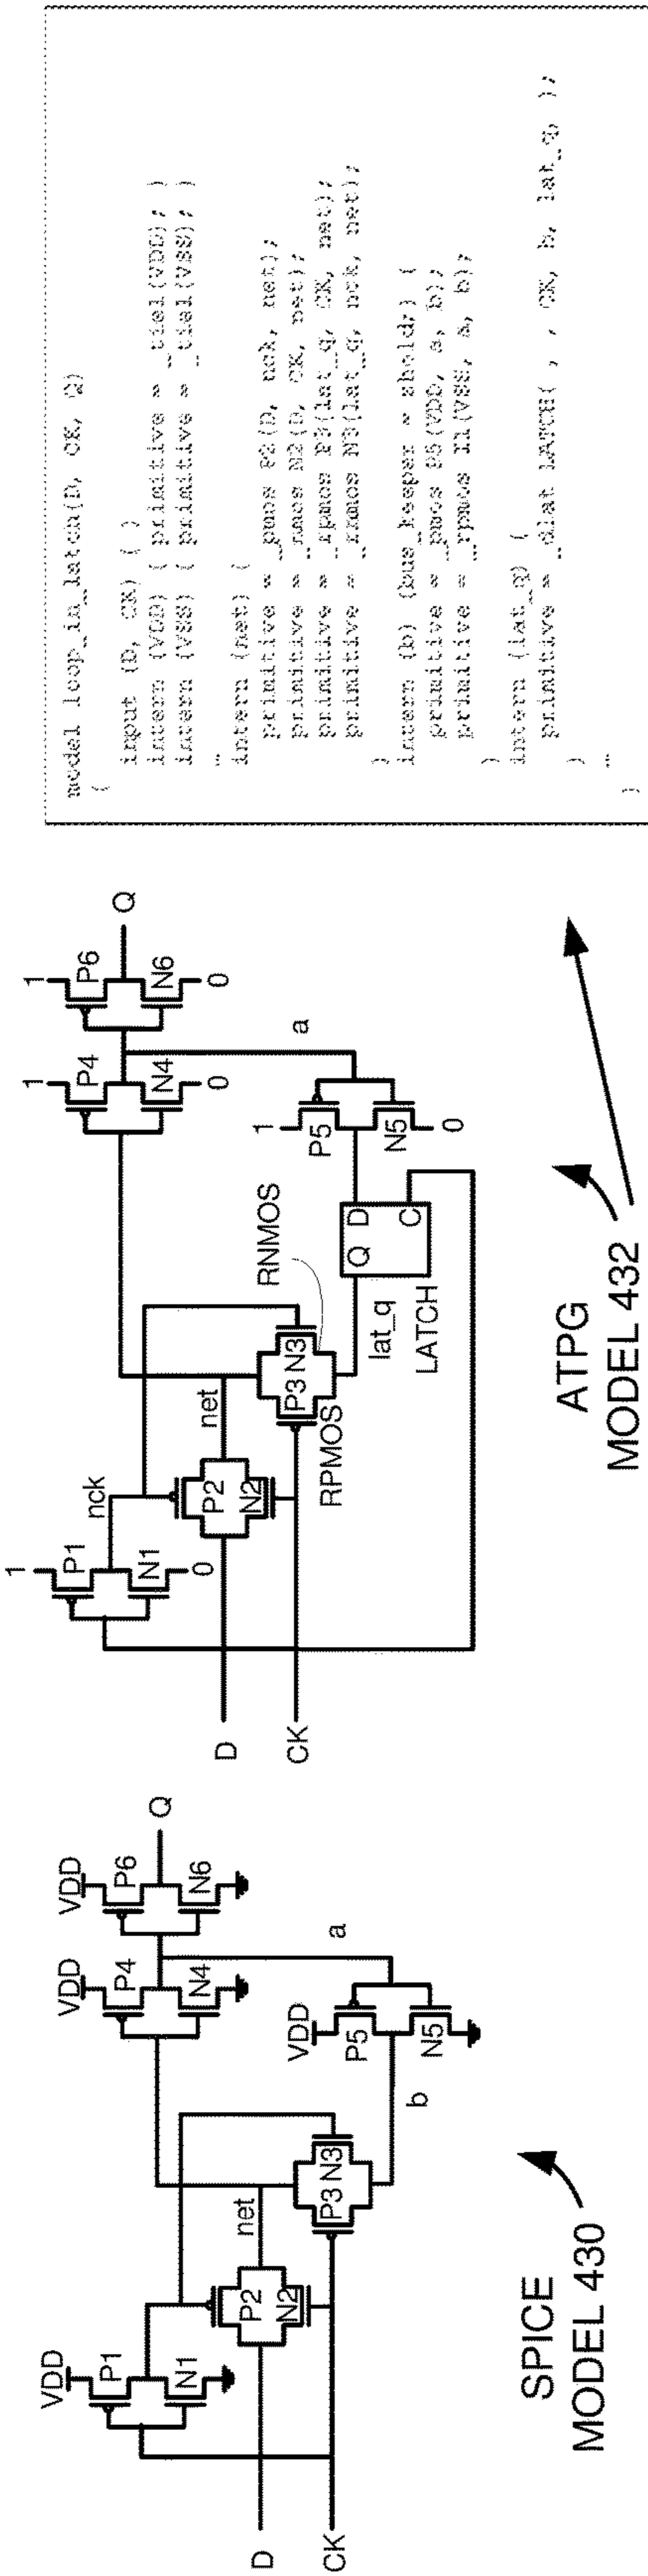 VDD
VDD
VDD
P1
P4
P6
Q
N1
N4
N6
P2
net
D
N2
VDD
a
P3
N3
P5
N5
b
CK
SPICE
MODEL 430
1
1
1
nck
P1
P4
P6
Q
N1
N4
N6
0
0
0
P2
net
D
N2
P3
N3
RNMOS
a
1
P5
N5
0
CK
RPMOS
lat_q
Q
D
C
LATCH
ATPG
MODEL 432
model loop_in_latch(D, CK, Q)
(
input (D, CK) ( )
intern (VDD) ( primitive = _tie1(VDD); )
intern (VSS) ( primitive = _tie1(VSS); )
…
intern (net) (
primitive = _pmos P2(D, nck, net);
primitive = _nmos N2(D, CK, net);
primitive = _rpmos P3(lat_q, CK, net);
primitive = _rnmos N3(lat_q, nck, net);
)
intern (b) (bus_keeper = zhold;) (
primitive = _pmos P5(VDD, a, b);
primitive = _rpmos I1(VSS, a, b);
)
intern (lat_q) (
primitive = _dlat LATCH( , , CK, b, lat_q, );
)
…
)